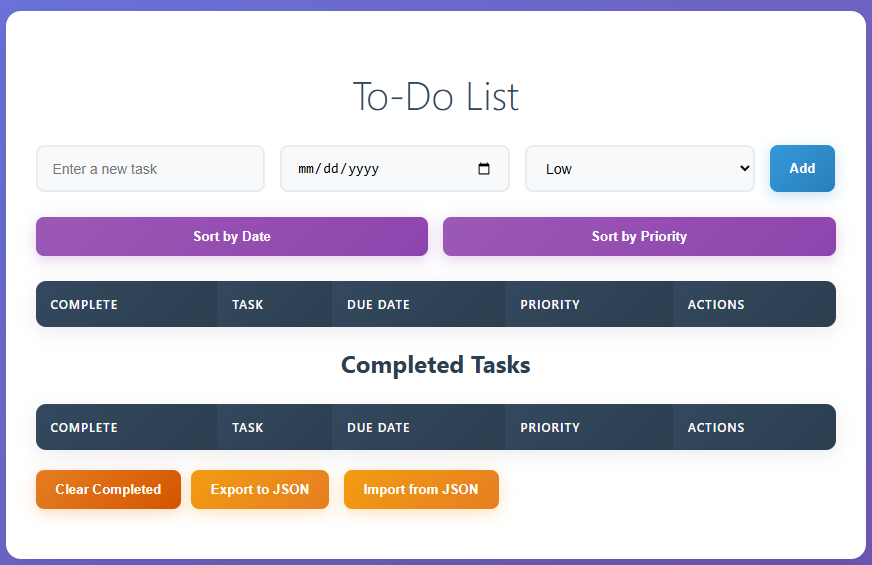 To-Do List
Enter a new task mm/dd/yyyy Low Add
Sort by Date Sort by Priority
COMPLETE TASK DUE DATE PRIORITY ACTIONS
Completed Tasks
COMPLETE TASK DUE DATE PRIORITY ACTIONS
Clear Completed Export to JSON Import from JSON